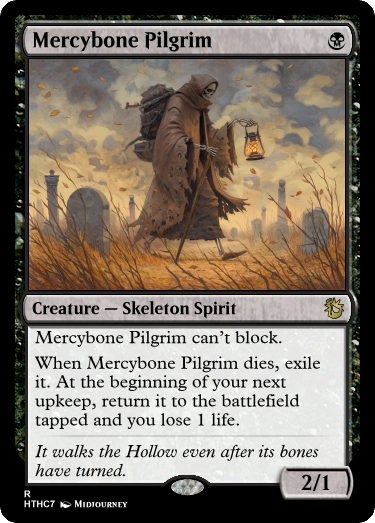 Mercybone Pilgrim
Creature — Skeleton Spirit
Mercybone Pilgrim can't block.
When Mercybone Pilgrim dies, exile
it. At the beginning of your next
upkeep, return it to the battlefield
tapped and you lose 1 life.
It walks the Hollow even after its bones
have turned.
2/1
R
HTHC7 Midjourney